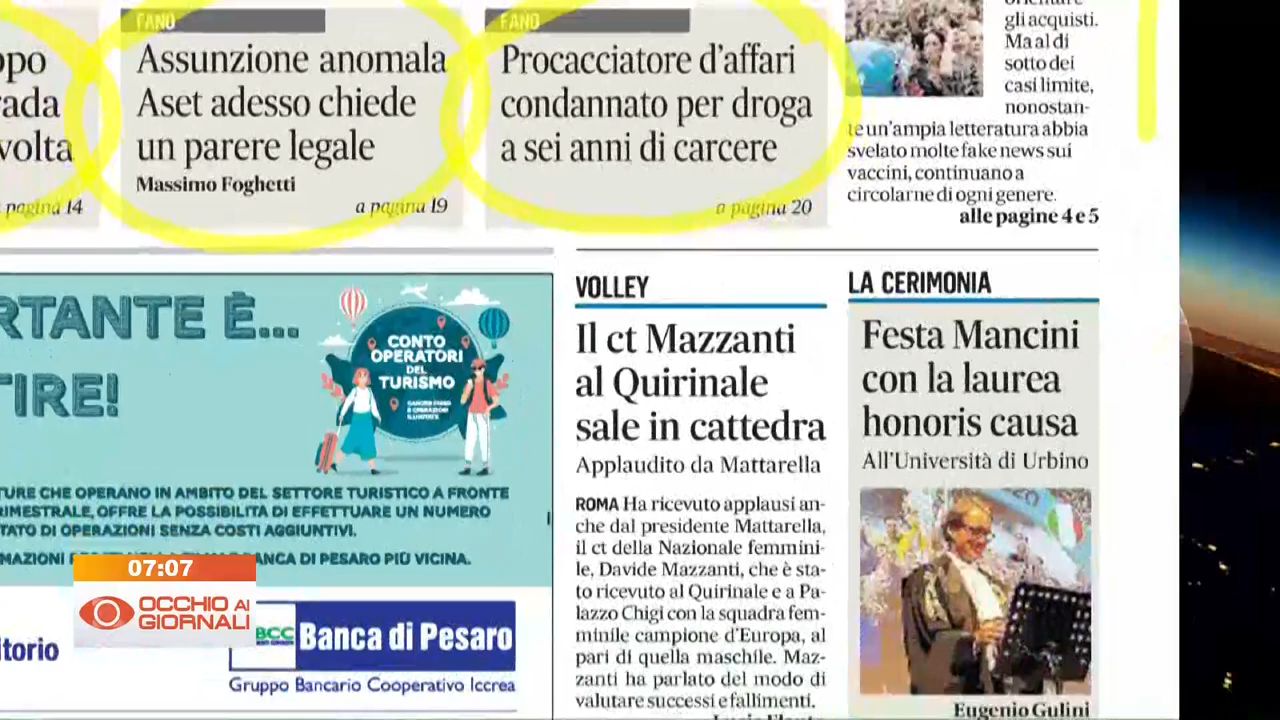 ppo
rada
volta
pagina 14
FANO
Assunzione anomala
Aset adesso chiede
un parere legale
Massimo Foghetti
a pagina 19
FANO
Procacciatore d'affari
condannato per droga
a sei anni di carcere
a pagina 20
gli acquisti.
Ma al di
sotto dei
casi limite,
nonostan-
te un'ampia letteratura abbia
svelato molte fake news sui
vaccini, continuano a
circolarne di ogni genere.
alle pagine 4 e 5
RTANTE È...
TIRE!
CONTO
OPERATORI
DEL
TURISMO
TURE CHE OPERANO IN AMBITO DEL SETTORE TURISTICO A FRONTE
RIMESTRALE, OFFRE LA POSSIBILITÀ DI EFFETTUARE UN NUMERO
TATO DI OPERAZIONI SENZA COSTI AGGIUNTIVI.
MAZIONI
ANCA DI PESARO PIÙ VICINA.
07:07
OCCHIO AI
GIORNALI
itorio
BCC
Banca di Pesaro
Gruppo Bancario Cooperativo Iccrea
VOLLEY
Il ct Mazzanti
al Quirinale
sale in cattedra
Applaudito da Mattarella
ROMA Ha ricevuto applausi an-
che dal presidente Mattarella,
il ct della Nazionale femmini-
le, Davide Mazzanti, che è sta-
to ricevuto al Quirinale e a Pa-
lazzo Chigi con la squadra fem-
minile campione d'Europa, al
pari di quella maschile. Maz-
zanti ha parlato del modo di
valutare successi e fallimenti.
LA CERIMONIA
Festa Mancini
con la laurea
honoris causa
All'Università di Urbino
Eugenio Gulini